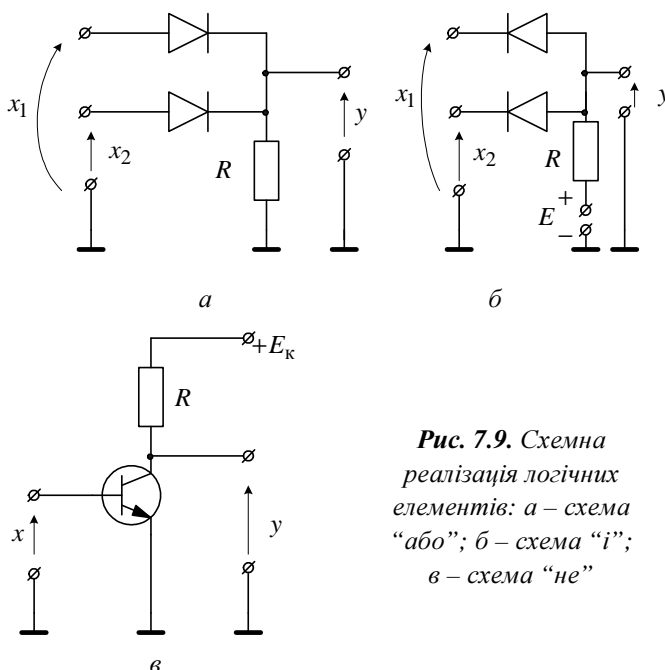 x₁
x₂
R
y
а
x₁
x₂
R
y
E
+
–
б
+Eк
R
x
y
в
Рис. 7.9. Схемна
реалізація логічних
елементів: а – схема
“або”; б – схема “і”;
в – схема “не”